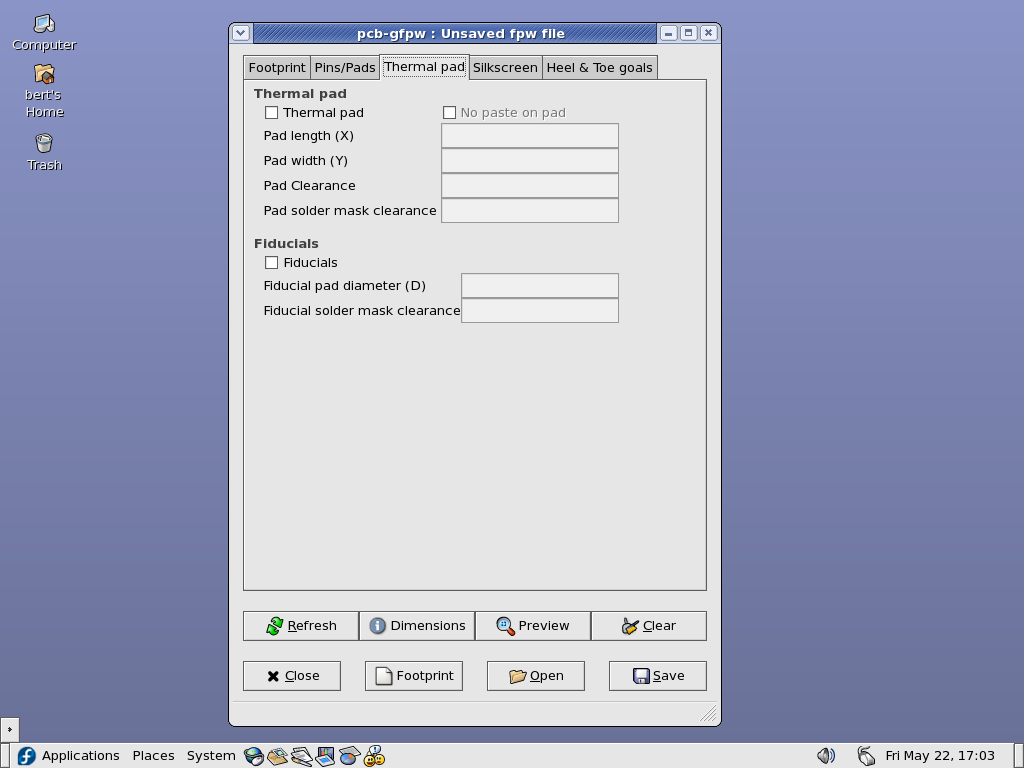 Computer
bert's
Home
Trash
pcb-gfpw : Unsaved fpw file
Footprint Pins/Pads Thermal pad Silkscreen Heel & Toe goals
Thermal pad
Thermal pad No paste on pad
Pad length (X)
Pad width (Y)
Pad Clearance
Pad solder mask clearance
Fiducials
Fiducials
Fiducial pad diameter (D)
Fiducial solder mask clearance
Refresh Dimensions Preview Clear
Close Footprint Open Save
Applications Places System Fri May 22, 17:03